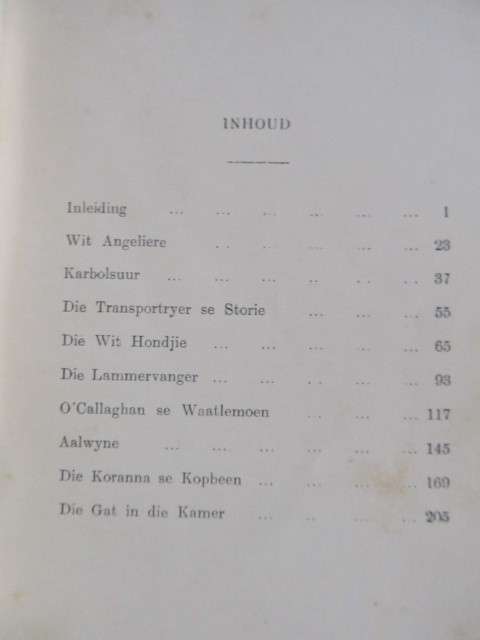 INHOUD
Inleiding ... ... ... ... ... ... 1
Wit Angeliere .. ... ... ... ... 23
Karbolsuur ... ... ... ... ... ... 37
Die Transportryer se Storie ... ... ... 55
Die Wit Hondjie ... ... ... ... ... 65
Die Lammervanger ... ... ... ... ... 93
O'Callaghan se Waatlemoen ... ... ... 117
Aalwyne ... ... ... ... ... ... 145
Die Koranna se Kopbeen ... ... ... ... 169
Die Gat in die Kamer ... .. ... ... 205